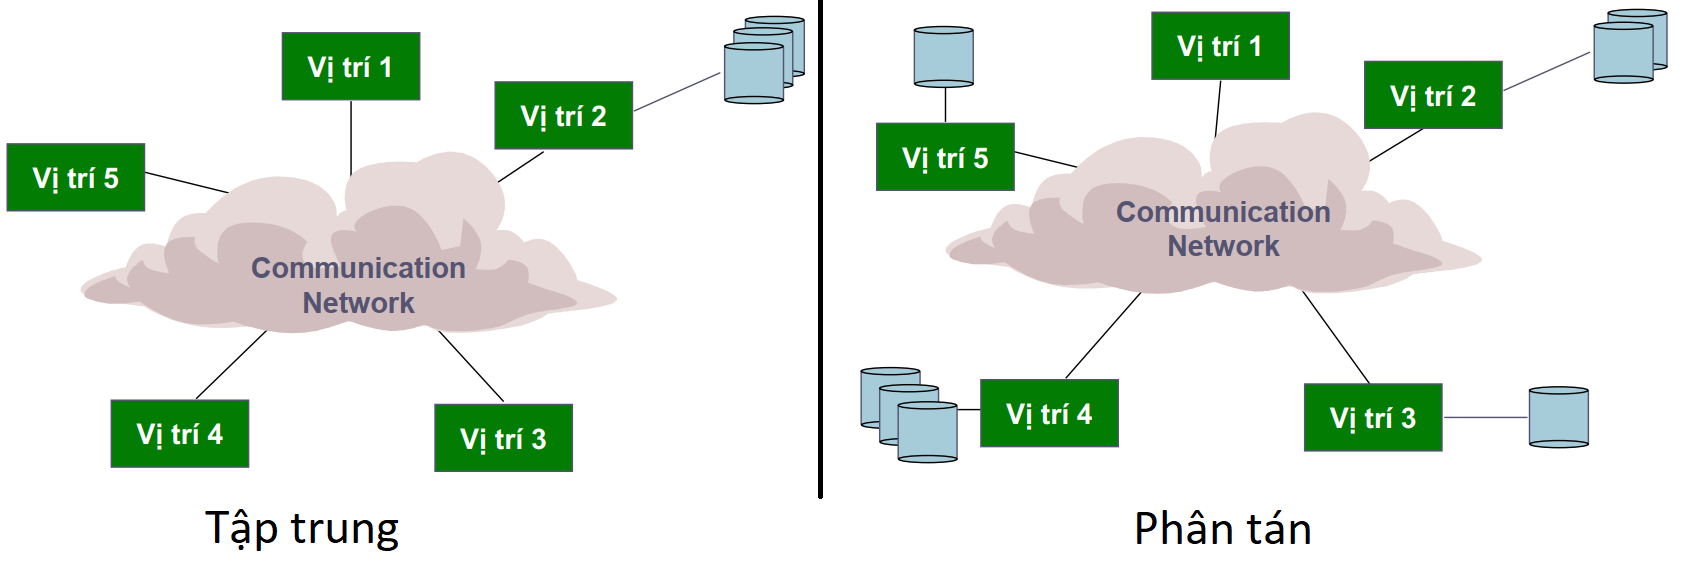 Vị trí 1
Vị trí 2
Vị trí 5
Communication
Network
Vị trí 4
Vị trí 3
Tập trung
Vị trí 1
Vị trí 2
Vị trí 5
Communication
Network
Vị trí 4
Vị trí 3
Phân tán